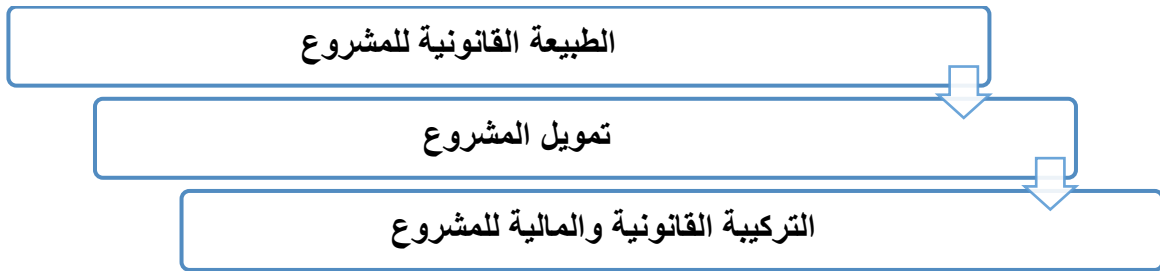 الطبيعة القانونية للمشروع
تمويل المشروع
التركيبة القانونية والمالية للمشروع